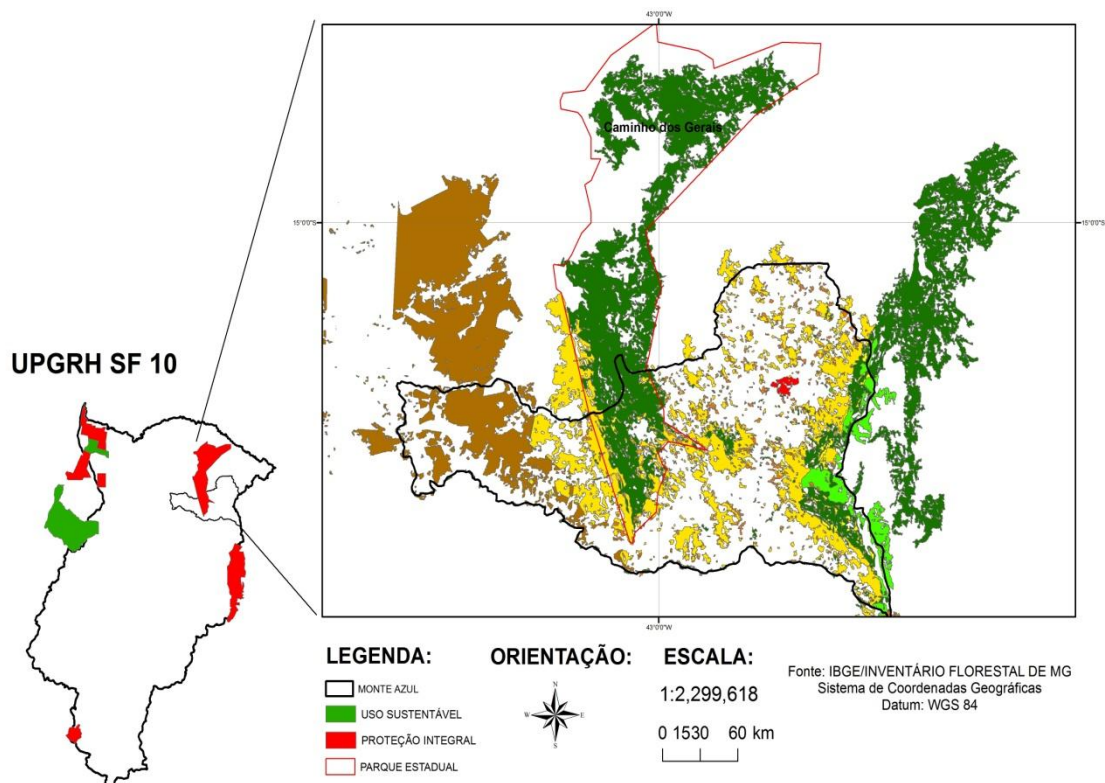 43°0'0"W
Caminho dos Gerais
15°0'0"S
15°0'0"S
UPGRH SF 10
43°0'0"W
LEGENDA:
MONTE AZUL
USO SUSTENTÁVEL
PROTEÇÃO INTEGRAL
PARQUE ESTADUAL
ORIENTAÇÃO:
N
W
E
S
ESCALA:
1:2,299,618
0 1530 60 km
Fonte: IBGE/INVENTÁRIO FLORESTAL DE MG
Sistema de Coordenadas Geográficas
Datum: WGS 84